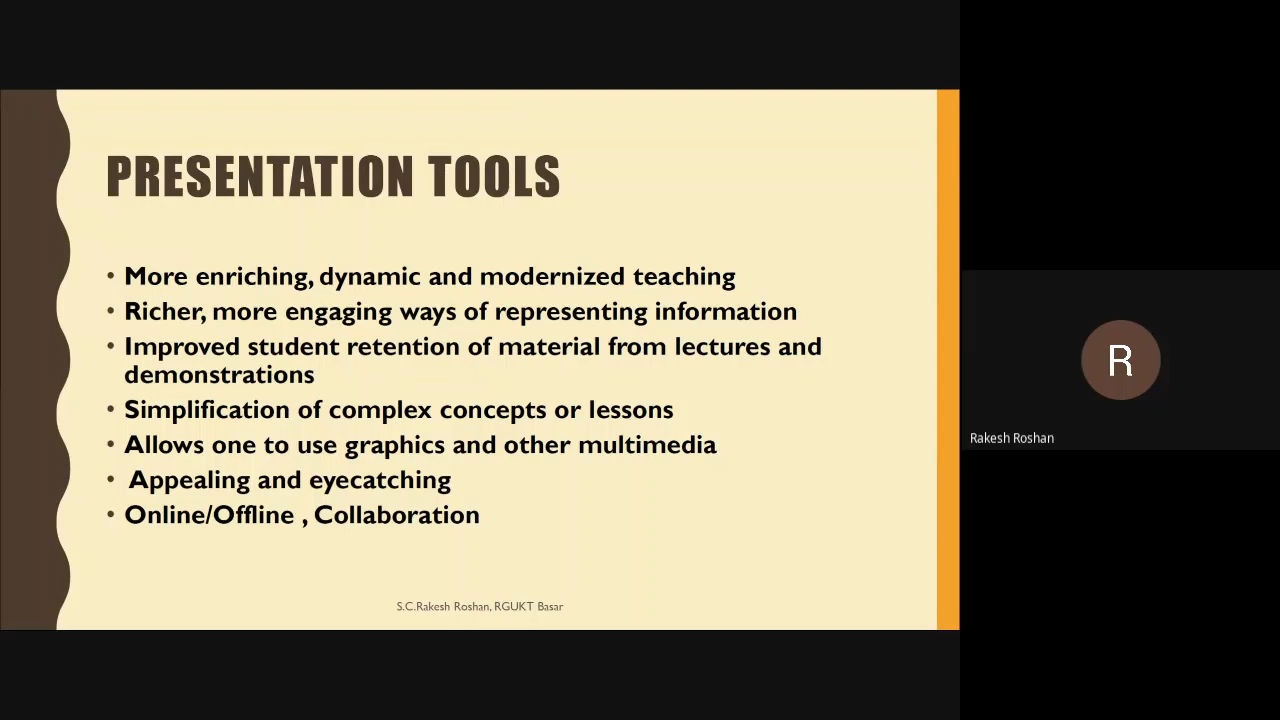 PRESENTATION TOOLS
• More enriching, dynamic and modernized teaching
• Richer, more engaging ways of representing information
• Improved student retention of material from lectures and
demonstrations
• Simplification of complex concepts or lessons
• Allows one to use graphics and other multimedia
• Appealing and eyecatching
• Online/Offline , Collaboration
S.C.Rakesh Roshan, RGUKT Basar
R
Rakesh Roshan